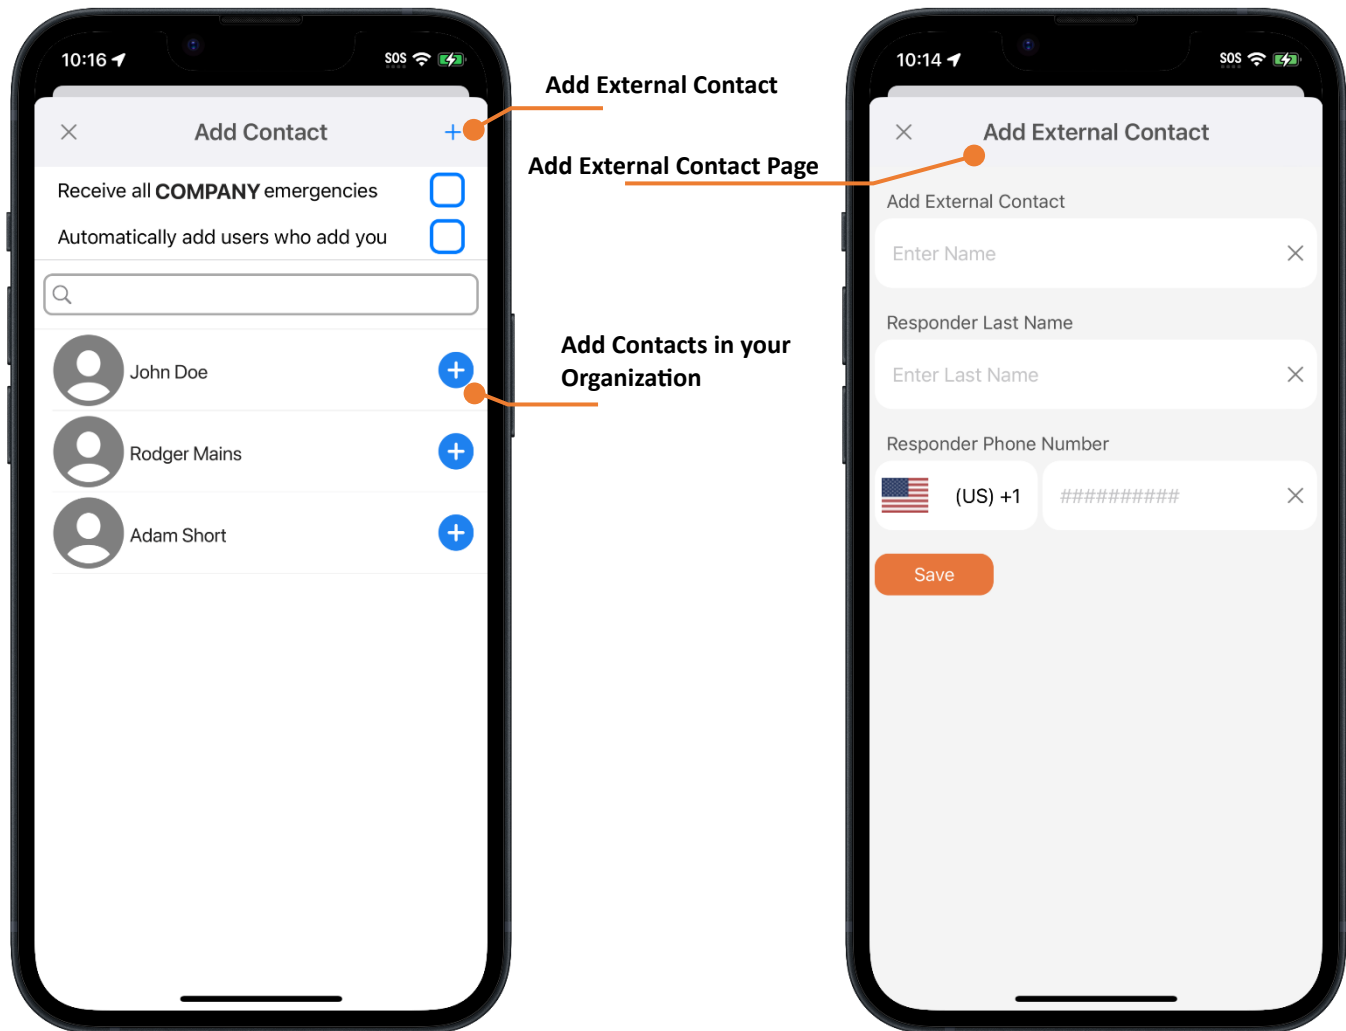 10:16
SOS
Add Contact
+
Receive all COMPANY emergencies
Automatically add users who add you
John Doe
Rodger Mains
Adam Short
Add External Contact
Add External Contact Page
Add Contacts in your
Organization
10:14
SOS
Add External Contact
Add External Contact
Enter Name
Responder Last Name
Enter Last Name
Responder Phone Number
(US) +1
##########
Save